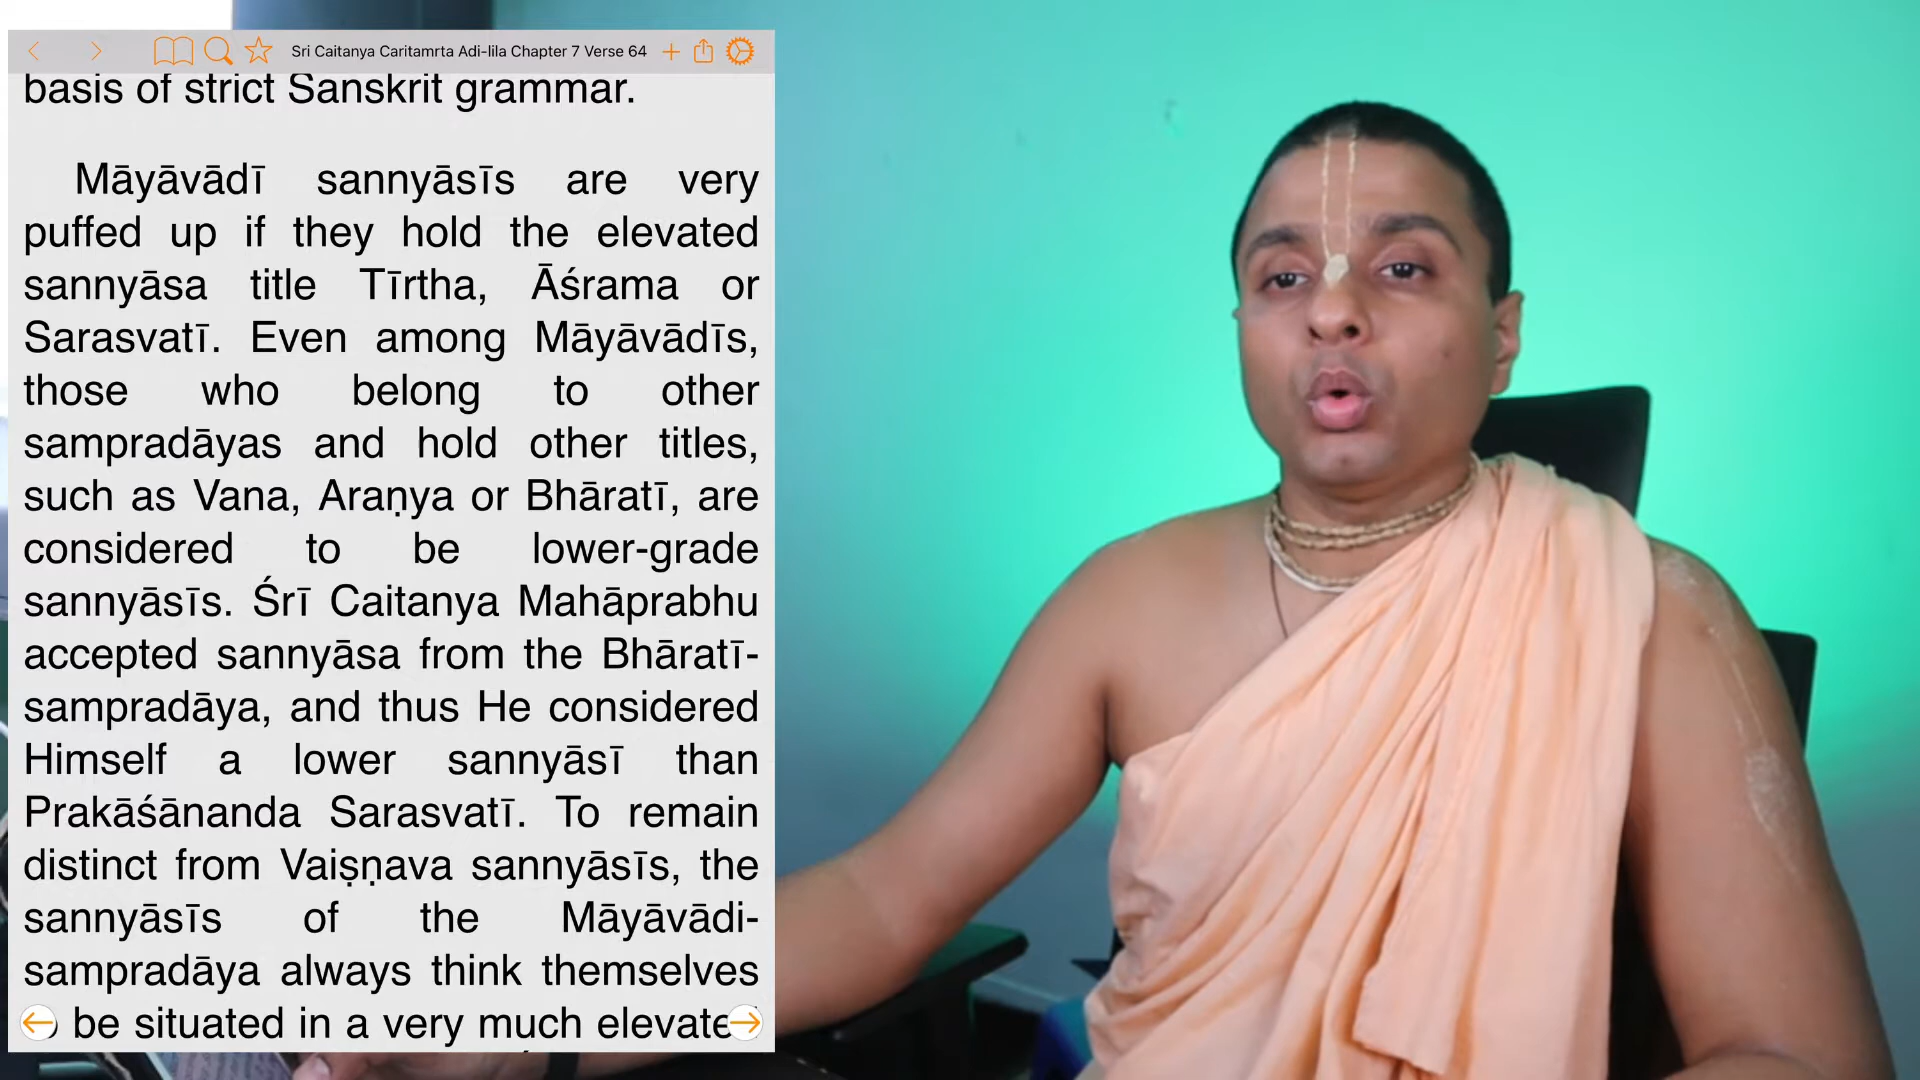 Sri Caitanya Caritamrta Adi-lila Chapter 7 Verse 64
basis of strict Sanskrit grammar.
Māyāvādī sannyāsīs are very
puffed up if they hold the elevated
sannyāsa title Tīrtha, Āśrama or
Sarasvatī. Even among Māyāvādīs,
those who belong to other
sampradāyas and hold other titles,
such as Vana, Araṇya or Bhāratī, are
considered to be lower-grade
sannyāsīs. Śrī Caitanya Mahāprabhu
accepted sannyāsa from the Bhāratī-
sampradāya, and thus He considered
Himself a lower sannyāsī than
Prakāśānanda Sarasvatī. To remain
distinct from Vaiṣṇava sannyāsīs, the
sannyāsīs of the Māyāvādi-
sampradāya always think themselves
be situated in a very much